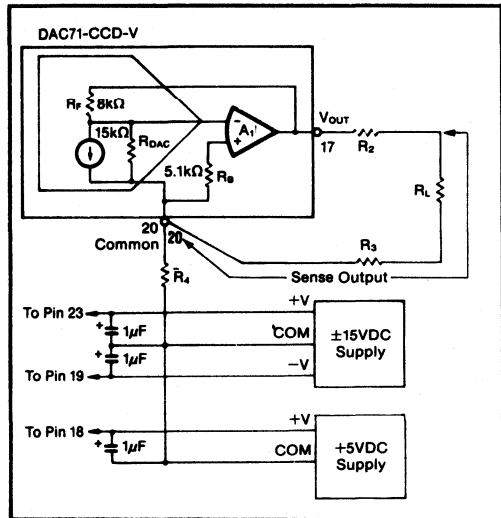 DAC71-CCD-V
RF 8kΩ
15kΩ
RDAC
A1
5.1kΩ
RB
VOUT
17
R2
RL
20
Common
20
R3
Sense Output
R4
To Pin 23
+V
+
1µF
COM
±15VDC
Supply
+
1µF
To Pin 19
−V
To Pin 18
+V
+
1µF
COM
+5VDC
Supply